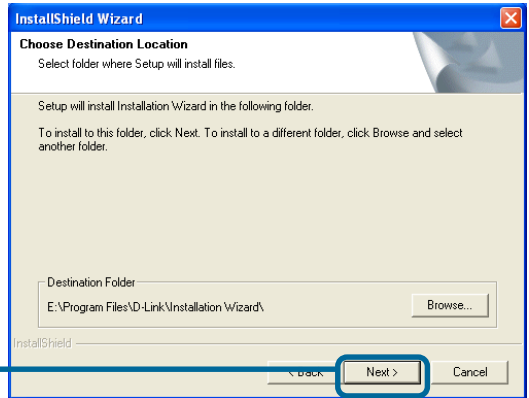 InstallShield Wizard
Choose Destination Location
Select folder where Setup will install files.
Setup will install Installation Wizard in the following folder.
To install to this folder, click Next. To install to a different folder, click Browse and select
another folder.
Destination Folder
E:\Program Files\D-Link\Installation Wizard\
Browse...
InstallShield
< Back
Next >
Cancel